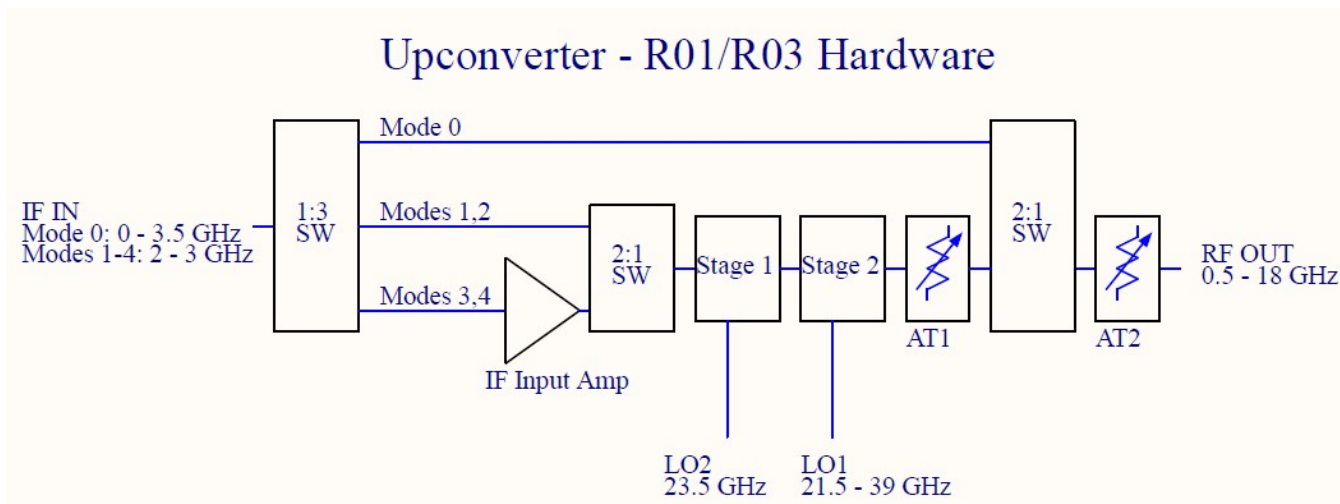 Upconverter - R01/R03 Hardware
Mode 0
IF IN
Mode 0: 0 - 3.5 GHz
Modes 1-4: 2 - 3 GHz
1:3
SW
Modes 1,2
Modes 3,4
IF Input Amp
2:1
SW
Stage 1
Stage 2
AT1
2:1
SW
AT2
RF OUT
0.5 - 18 GHz
LO2
23.5 GHz
LO1
21.5 - 39 GHz